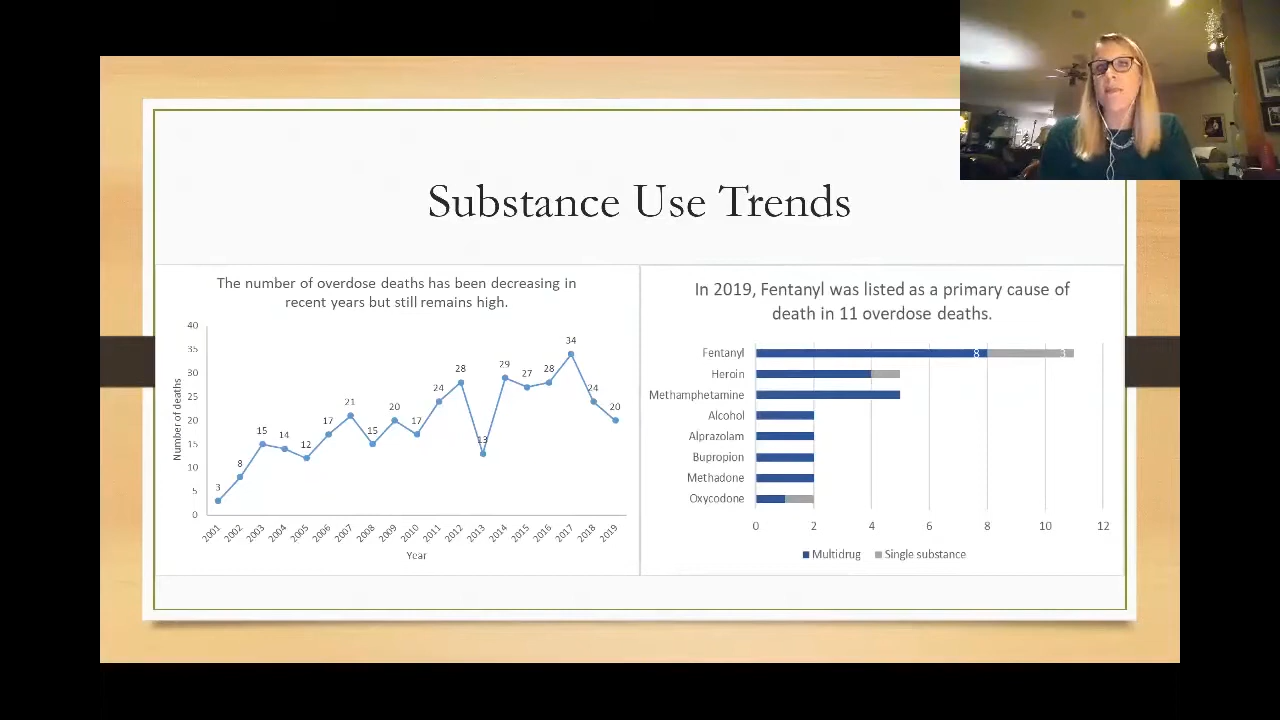 Substance Use Trends
The number of overdose deaths has been decreasing in
recent years but still remains high.
40
35
30
25
20
15
10
5
0
Number of deaths
3
8
15
14
12
17
21
15
20
17
24
28
13
29
27
28
34
24
20
2001
2002
2003
2004
2005
2006
2007
2008
2009
2010
2011
2012
2013
2014
2015
2016
2017
2018
2019
Year
In 2019, Fentanyl was listed as a primary cause of
death in 11 overdose deaths.
Fentanyl
8
3
Heroin
Methamphetamine
Alcohol
Alprazolam
Bupropion
Methadone
Oxycodone
0 2 4 6 8 10 12
Multidrug Single substance